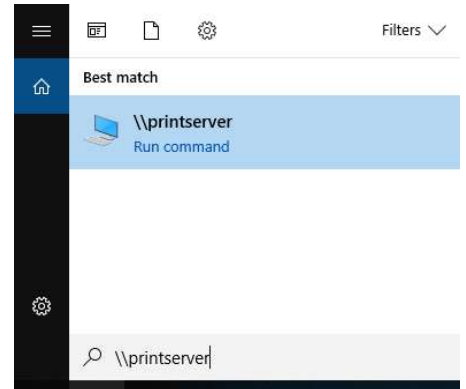 Filters
Best match
\\printserver
Run command
\\printserver